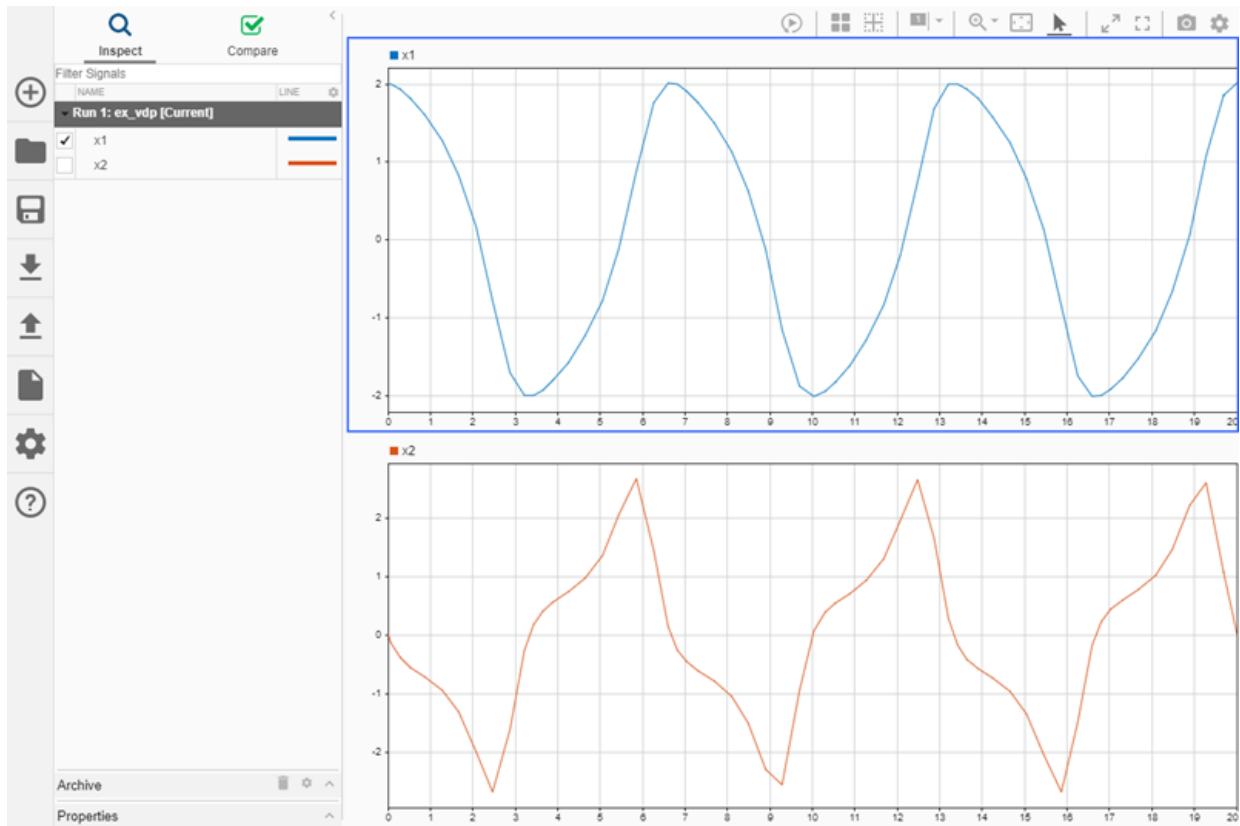 Inspect Compare
Filter Signals
NAME LINE
Run 1: ex_vdp [Current]
x1
x2
Archive
Properties
1
x1
2
1
0
-1
-2
0 1 2 3 4 5 6 7 8 9 10 11 12 13 14 15 16 17 18 19 20
x2
2
1
0
-1
-2
0 1 2 3 4 5 6 7 8 9 10 11 12 13 14 15 16 17 18 19 20